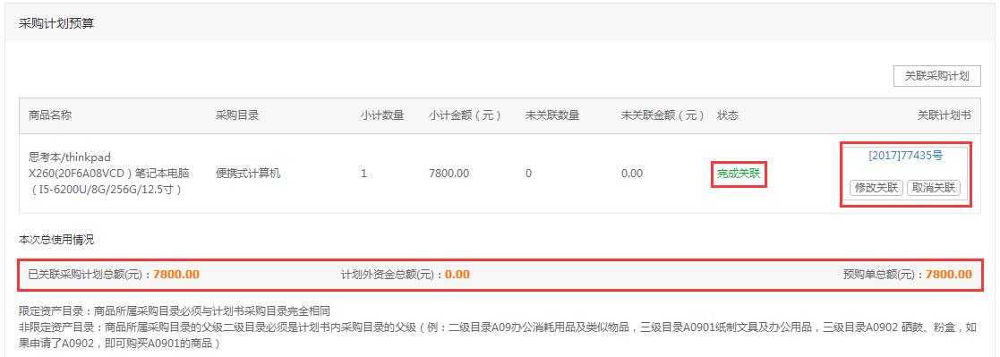 采购计划预算
关联采购计划
商品名称 采购目录 小计数量 小计金额（元） 未关联数量 未关联金额（元） 状态 关联计划书
思考本/thinkpad
X260(20F6A08VCD）笔记本电脑
（I5-6200U/8G/256G/12.5寸）
便携式计算机 1 7800.00 0 0.00 完成关联
[2017]77435号
修改关联 取消关联
本次总使用情况
已关联采购计划总额(元)：7800.00 计划外资金总额(元)：0.00 预购单总额(元)：7800.00
限定资产目录：商品所属采购目录必须与计划书采购目录完全相同
非限定资产目录：商品所属采购目录的父级二级目录必须是计划书内采购目录的父级（例：二级目录A09办公消耗用品及类似物品，三级目录A0901纸制文具及办公用品，三级目录A0902 硒鼓、粉盒，如
果申请了A0902，即可购买A0901的商品）